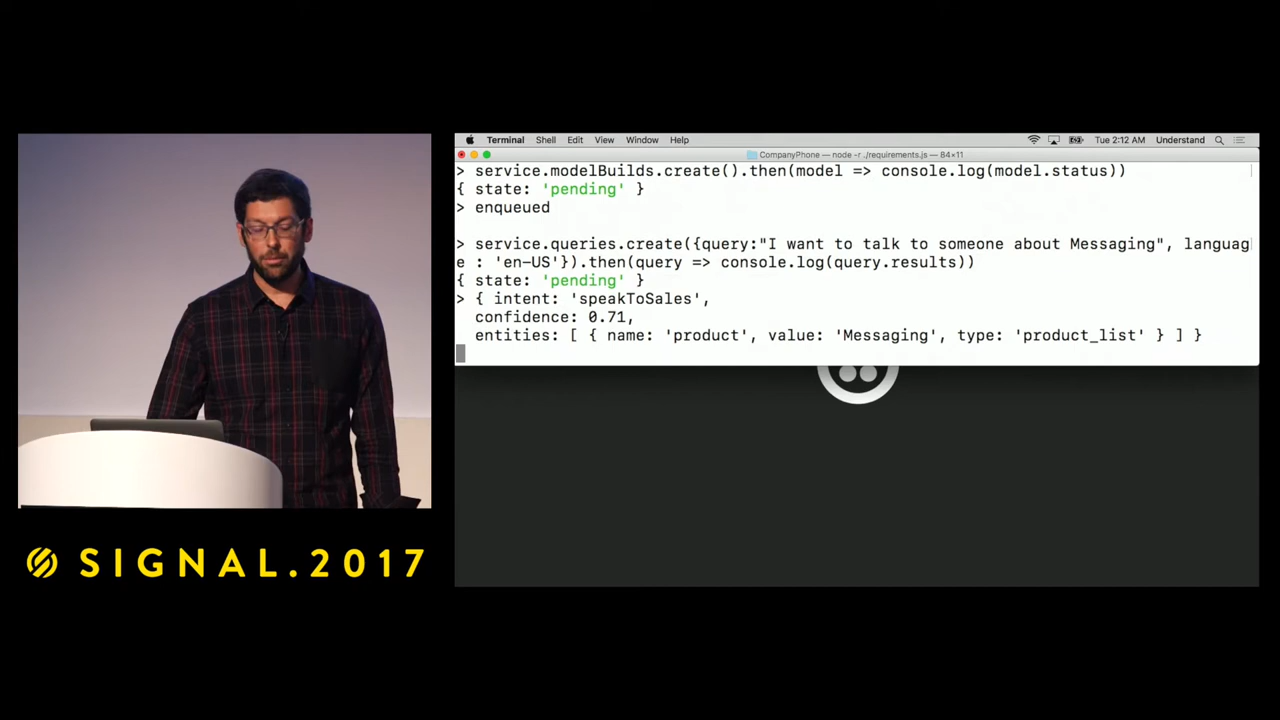 Terminal Shell Edit View Window Help Tue 2:12 AM Understand
CompanyPhone — node -r ./requirements.js — 84×11
> service.modelBuilds.create().then(model => console.log(model.status))
{ state: 'pending' }
> enqueued
> service.queries.create({query:"I want to talk to someone about Messaging", languag
e : 'en-US'}).then(query => console.log(query.results))
{ state: 'pending' }
> { intent: 'speakToSales',
confidence: 0.71,
entities: [ { name: 'product', value: 'Messaging', type: 'product_list' } ] }
SIGNAL.2017